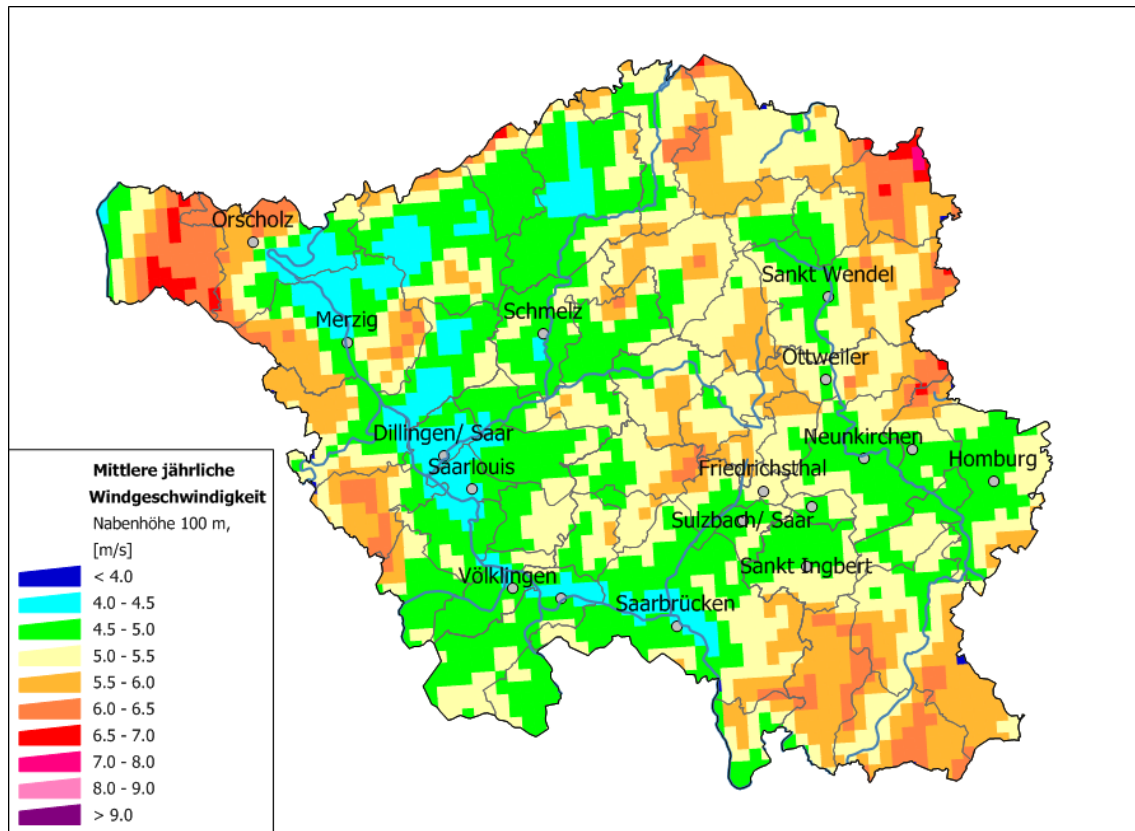 Orscholz
Sankt Wendel
Merzig
Schmelz
Ottweiler
Dillingen/ Saar
Neunkirchen
Saarlouis
Friedrichsthal
Homburg
Sulzbach/ Saar
Völklingen
Sankt Ingbert
Saarbrücken
Mittlere jährliche
Windgeschwindigkeit
Nabenhöhe 100 m,
[m/s]
< 4.0
4.0 - 4.5
4.5 - 5.0
5.0 - 5.5
5.5 - 6.0
6.0 - 6.5
6.5 - 7.0
7.0 - 8.0
8.0 - 9.0
> 9.0